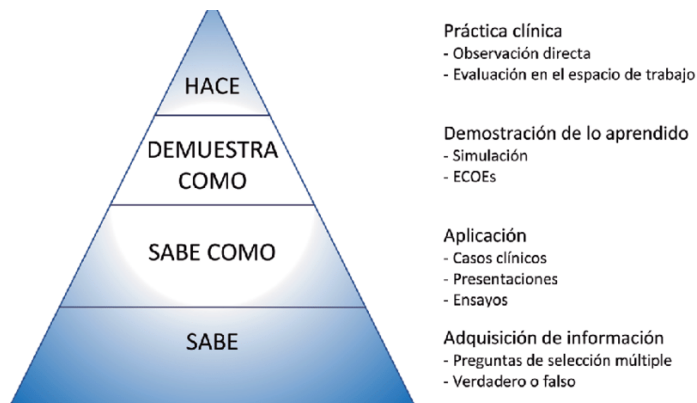 HACE
Práctica clínica
- Observación directa
- Evaluación en el espacio de trabajo
DEMUESTRA
COMO
Demostración de lo aprendido
- Simulación
- ECOEs
SABE COMO
Aplicación
- Casos clínicos
- Presentaciones
- Ensayos
SABE
Adquisición de información
- Preguntas de selección múltiple
- Verdadero o falso